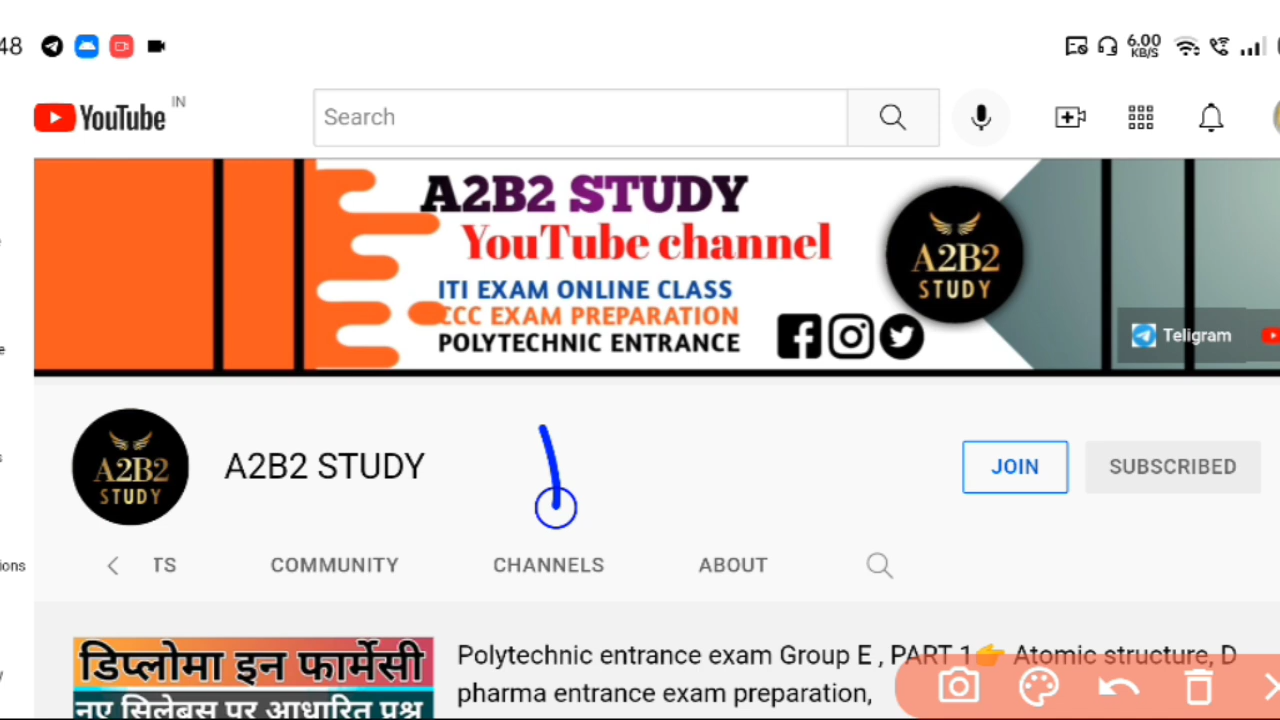 48
6.00
KB/S
YouTube IN
Search
A2B2 STUDY
YouTube channel
ITI EXAM ONLINE CLASS
CCC EXAM PREPARATION
POLYTECHNIC ENTRANCE
A2B2
STUDY
Teligram
A2B2
STUDY
A2B2 STUDY
JOIN
SUBSCRIBED
ions
TS
COMMUNITY
CHANNELS
ABOUT
डिप्लोमा इन फार्मेसी
नए सिलेबस पर आधारित प्रश्न
Polytechnic entrance exam Group E , PART 1👉 Atomic structure, D
pharma entrance exam preparation,